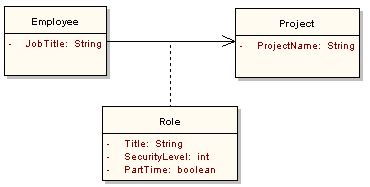 Employee
- JobTitle: String
Project
- ProjectName: String
Role
- Title: String
- SecurityLevel: int
- PartTime: boolean